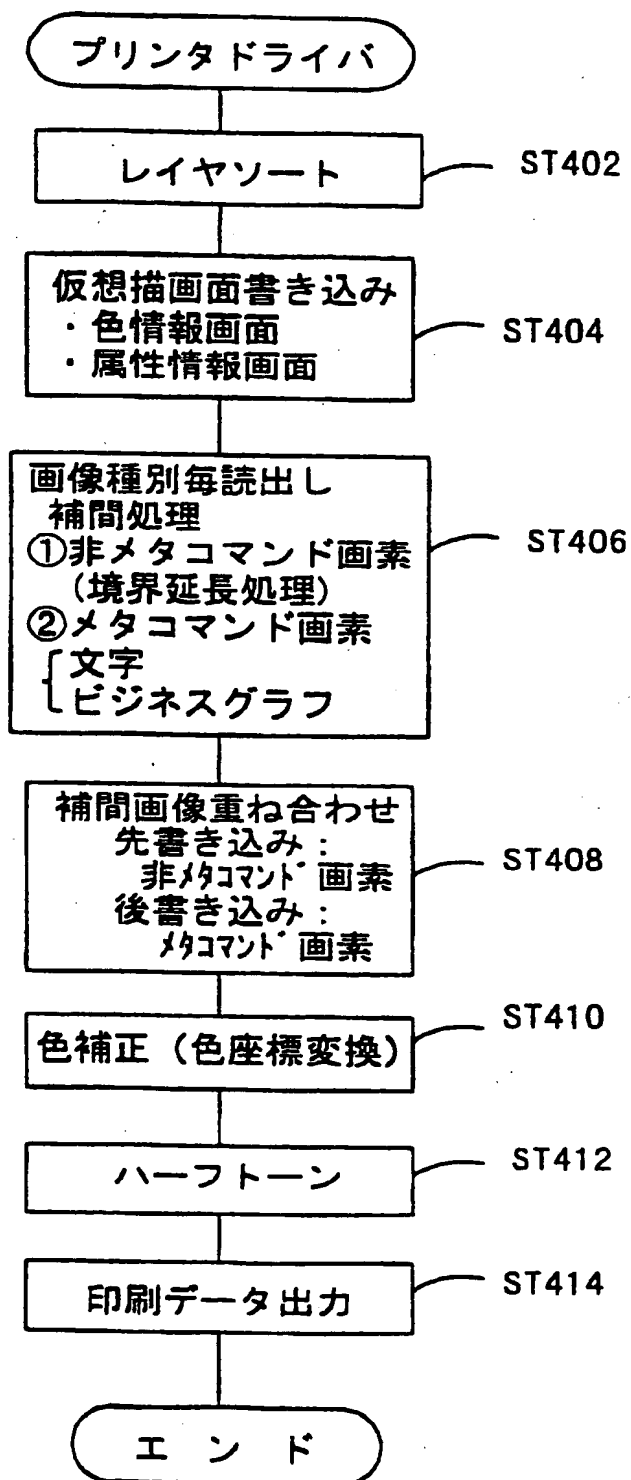 プリンタドライバ
レイヤソート
ST402
仮想描画面書き込み
・色情報画面
・属性情報画面
ST404
画像種別毎読出し
補間処理
①非メタコマンド画素
(境界延長処理)
②メタコマンド画素
文字
ビジネスグラフ
ST406
補間画像重ね合わせ
先書き込み:
非メタコマンド画素
後書き込み:
メタコマンド画素
ST408
色補正(色座標変換)
ST410
ハーフトーン
ST412
印刷データ出力
ST414
エンド